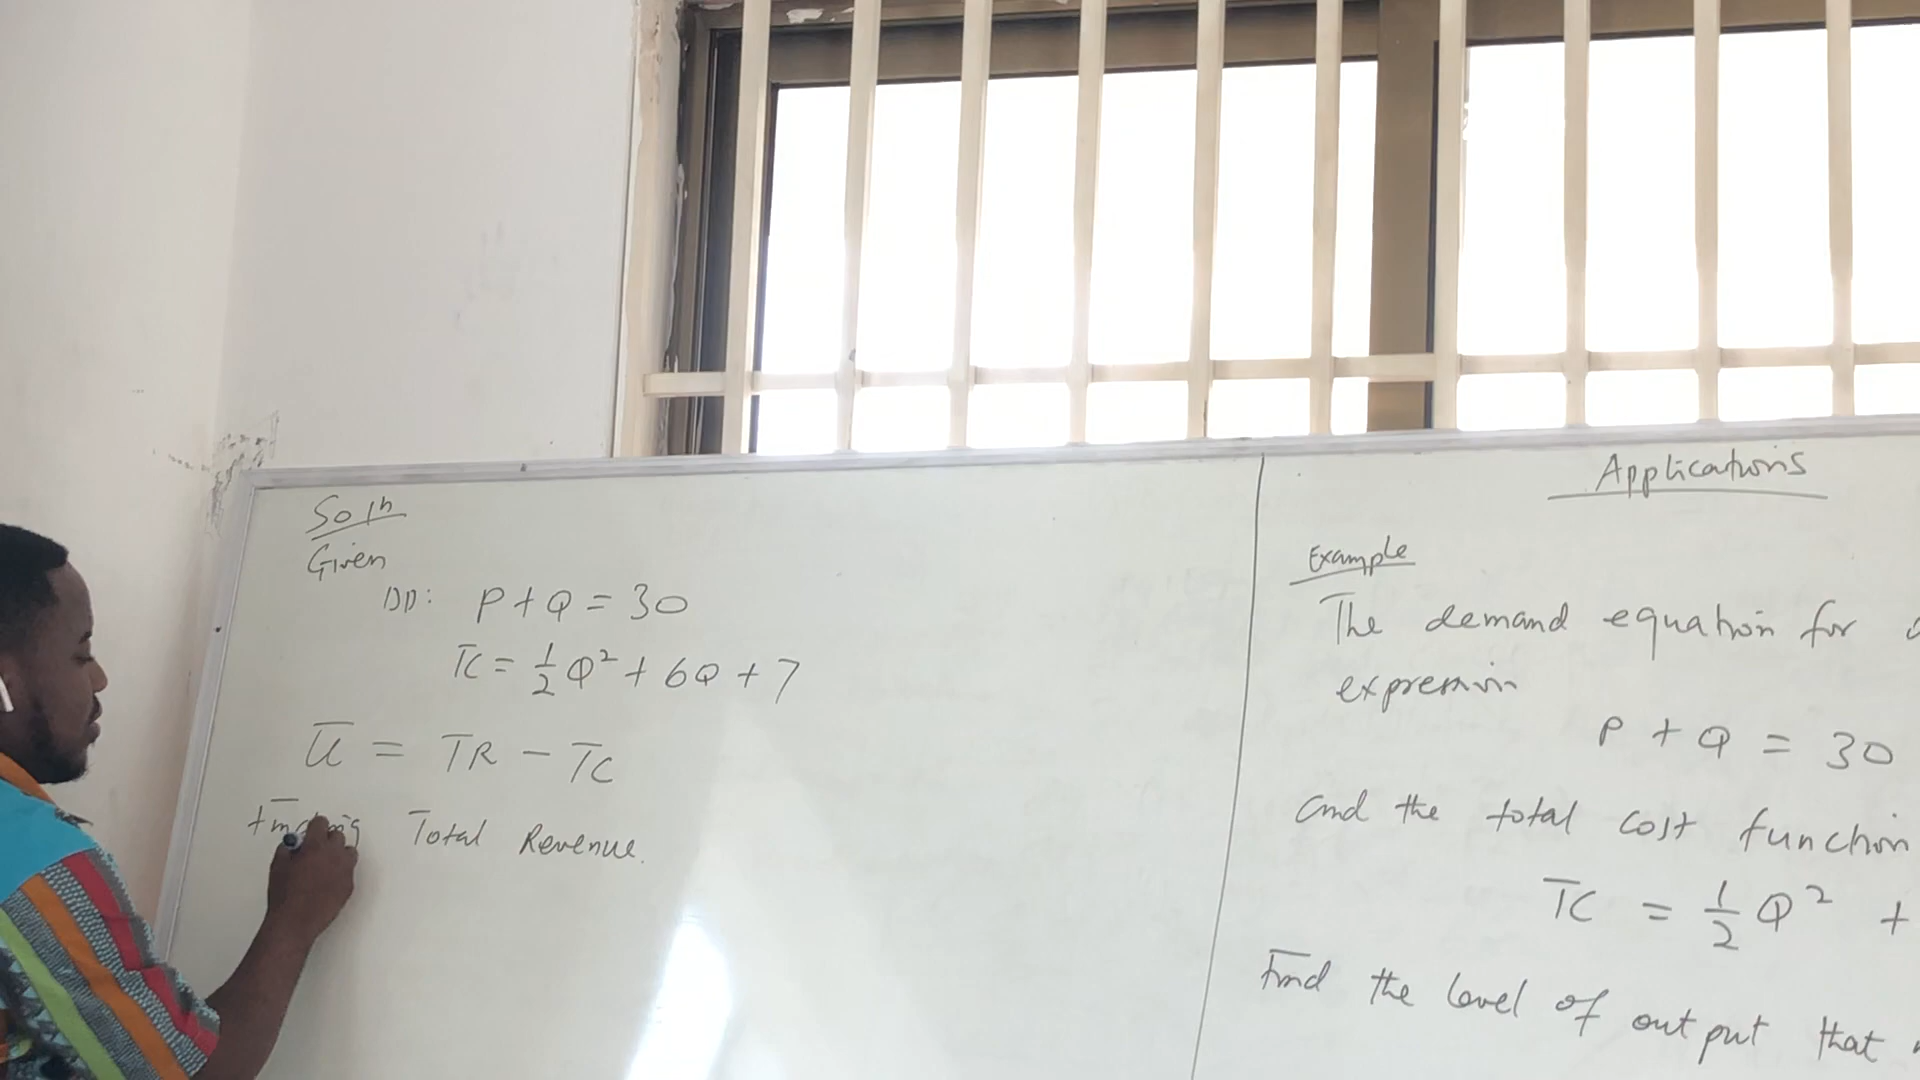 Soln
Given
DD: P + Q = 30
TC = 1/2 Q² + 6Q + 7
π = TR - TC
Finding Total Revenue.
Applications
Example
The demand equation for
expression
P + Q = 30
and the total cost function
TC = 1/2 Q² +
Find the level of output that